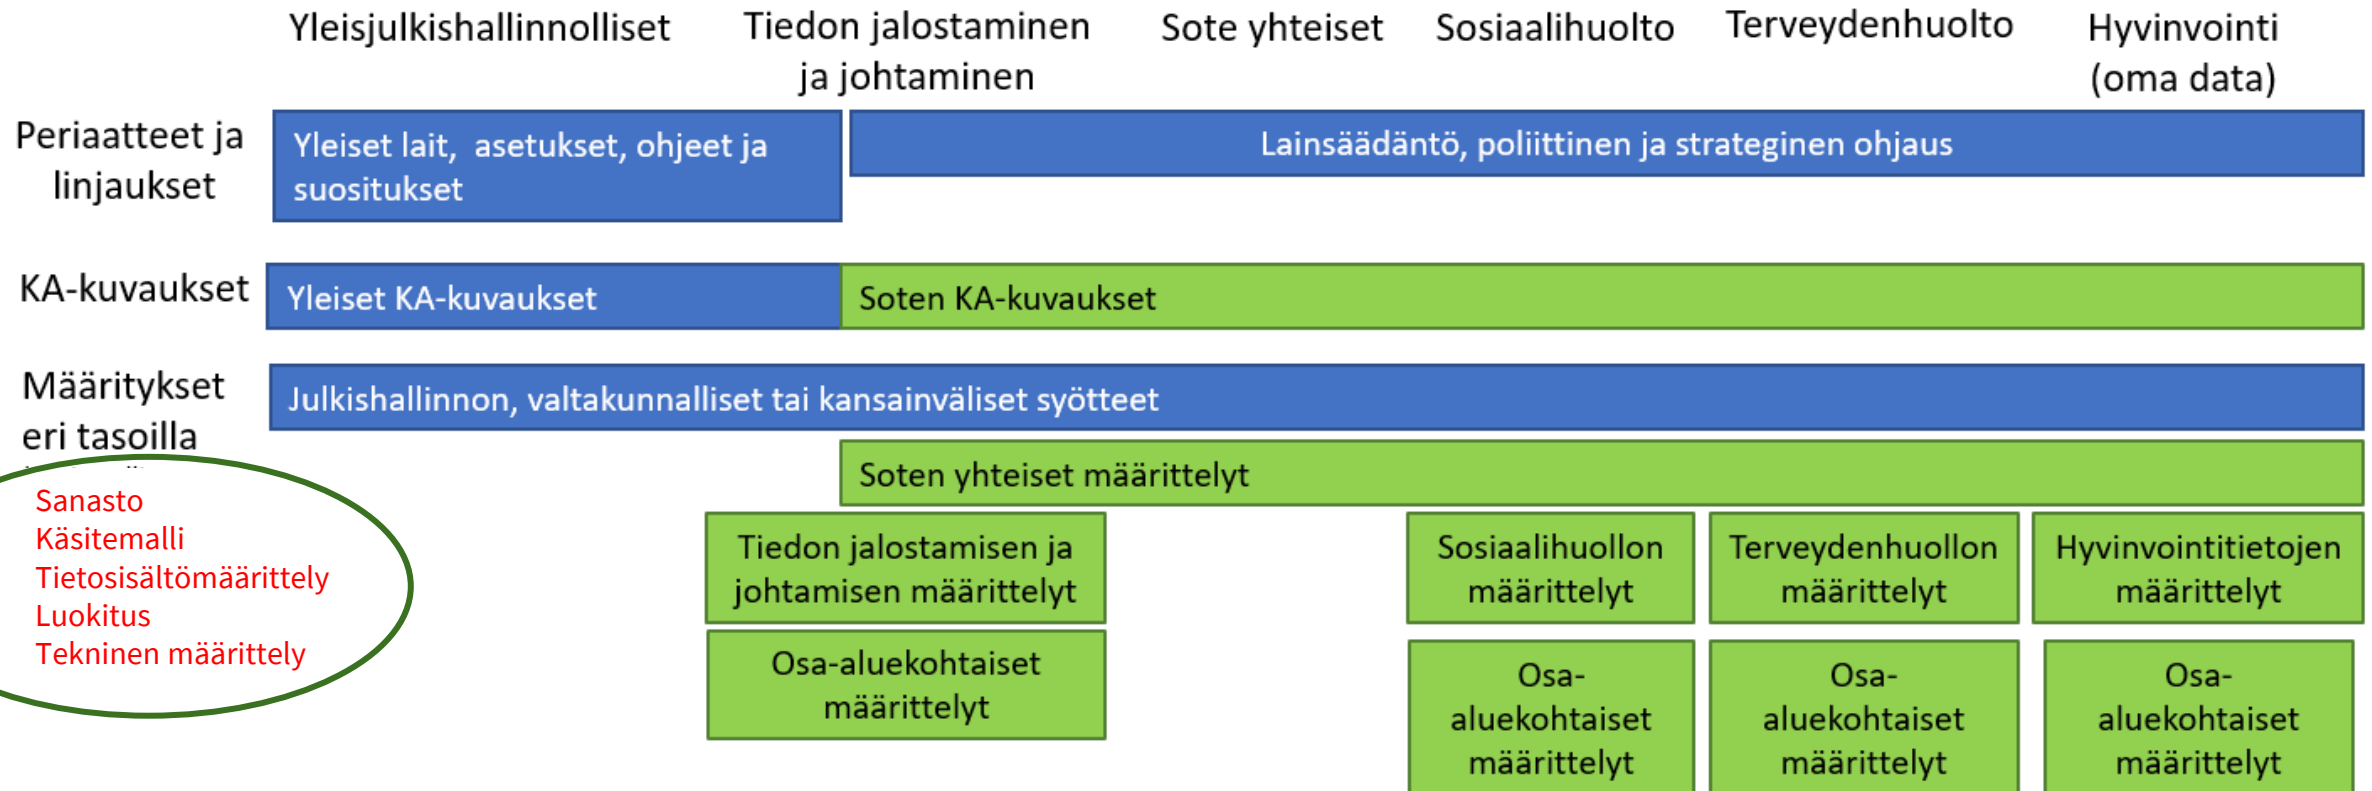 Yleisjulkishallinnolliset
Tiedon jalostaminen
ja johtaminen
Sote yhteiset
Sosiaalihuolto
Terveydenhuolto
Hyvinvointi
(oma data)
Periaatteet ja
linjaukset
Yleiset lait, asetukset, ohjeet ja
suositukset
Lainsäädäntö, poliittinen ja strateginen ohjaus
KA-kuvaukset
Yleiset KA-kuvaukset
Soten KA-kuvaukset
Määritykset
eri tasoilla
Julkishallinnon, valtakunnalliset tai kansainväliset syötteet
Soten yhteiset määrittelyt
Sanasto
Käsitemalli
Tietosisältömäärittely
Luokitus
Tekninen määrittely
Tiedon jalostamisen ja
johtamisen määrittelyt
Sosiaalihuollon
määrittelyt
Terveydenhuollon
määrittelyt
Hyvinvointitietojen
määrittelyt
Osa-aluekohtaiset
määrittelyt
Osa-
aluekohtaiset
määrittelyt
Osa-
aluekohtaiset
määrittelyt
Osa-
aluekohtaiset
määrittelyt